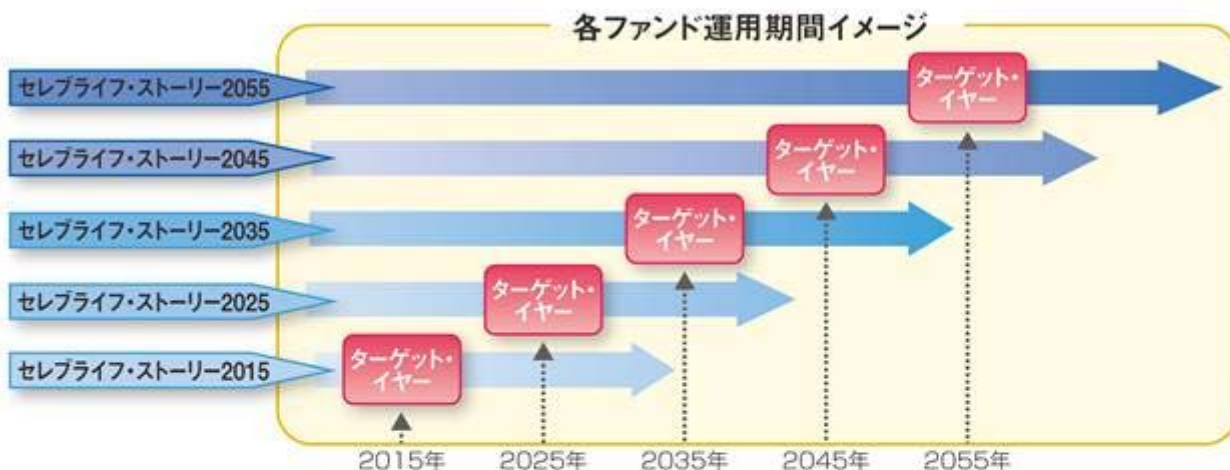 各ファンド運用期間イメージ
セレブライフ・ストーリー2055
ターゲット・
イヤー
セレブライフ・ストーリー2045
ターゲット・
イヤー
セレブライフ・ストーリー2035
ターゲット・
イヤー
セレブライフ・ストーリー2025
ターゲット・
イヤー
セレブライフ・ストーリー2015
ターゲット・
イヤー
2015年 2025年 2035年 2045年 2055年